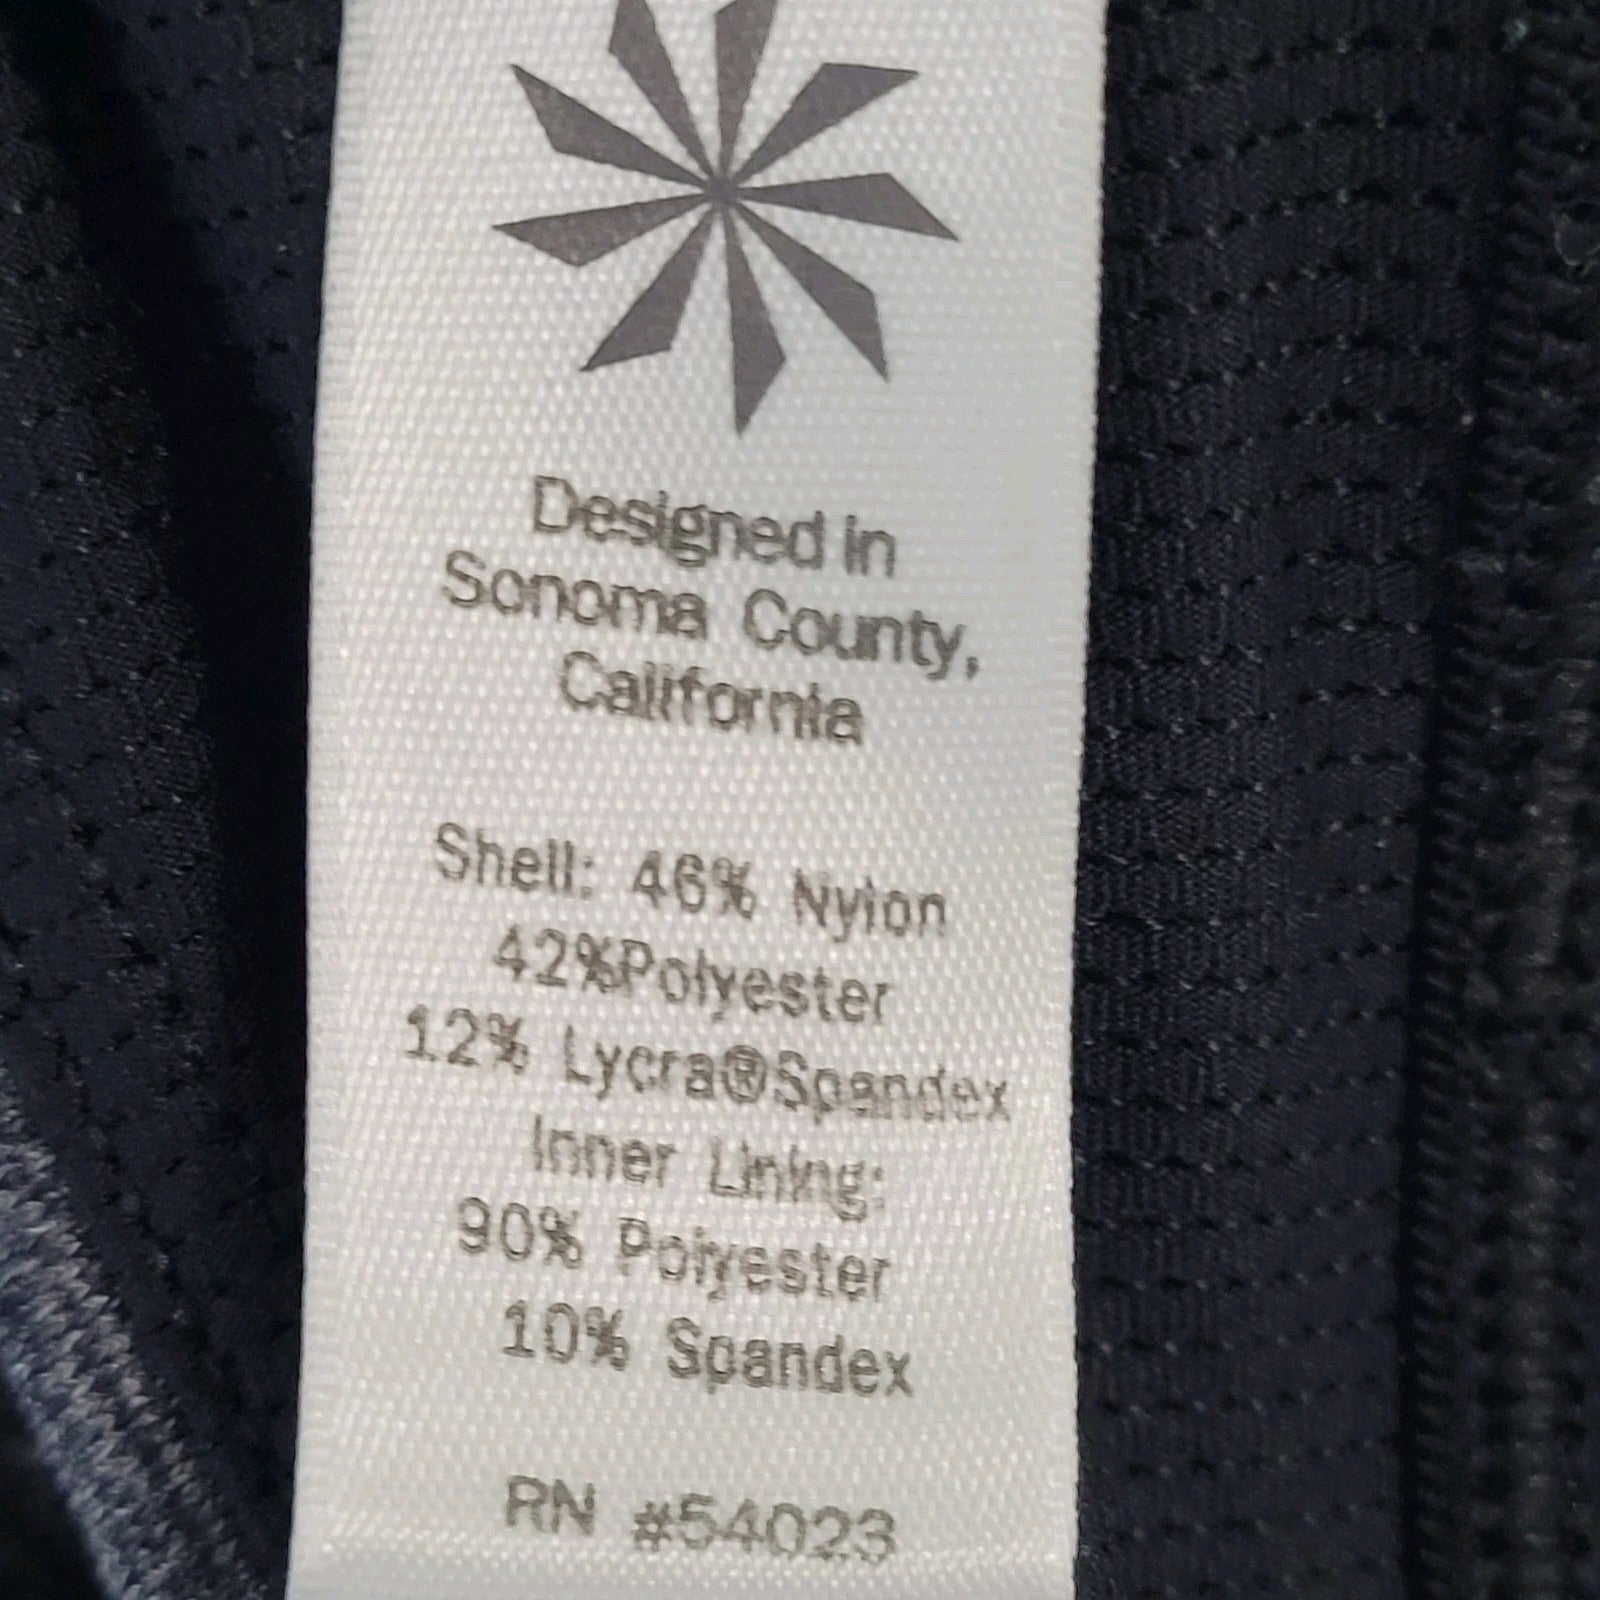 Designed in
Sonoma County,
California
Shell: 46% Nylon
42%Polyester
12% Lycra®Spandex
Inner Lining:
90% Polyester
10% Spandex
RN #54023